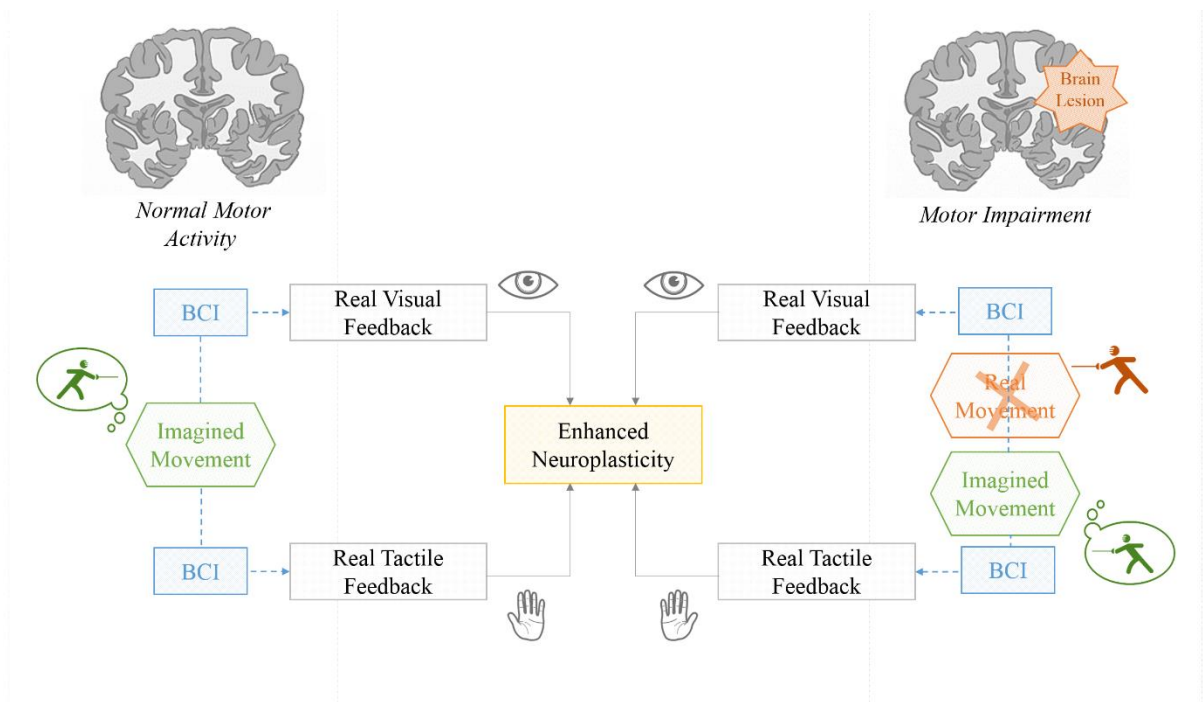 Brain
Lesion
Normal Motor
Activity
Motor Impairment
BCI
Real Visual
Feedback
Real Visual
Feedback
BCI
Imagined
Movement
Enhanced
Neuroplasticity
Real
Movement
Imagined
Movement
BCI
Real Tactile
Feedback
Real Tactile
Feedback
BCI